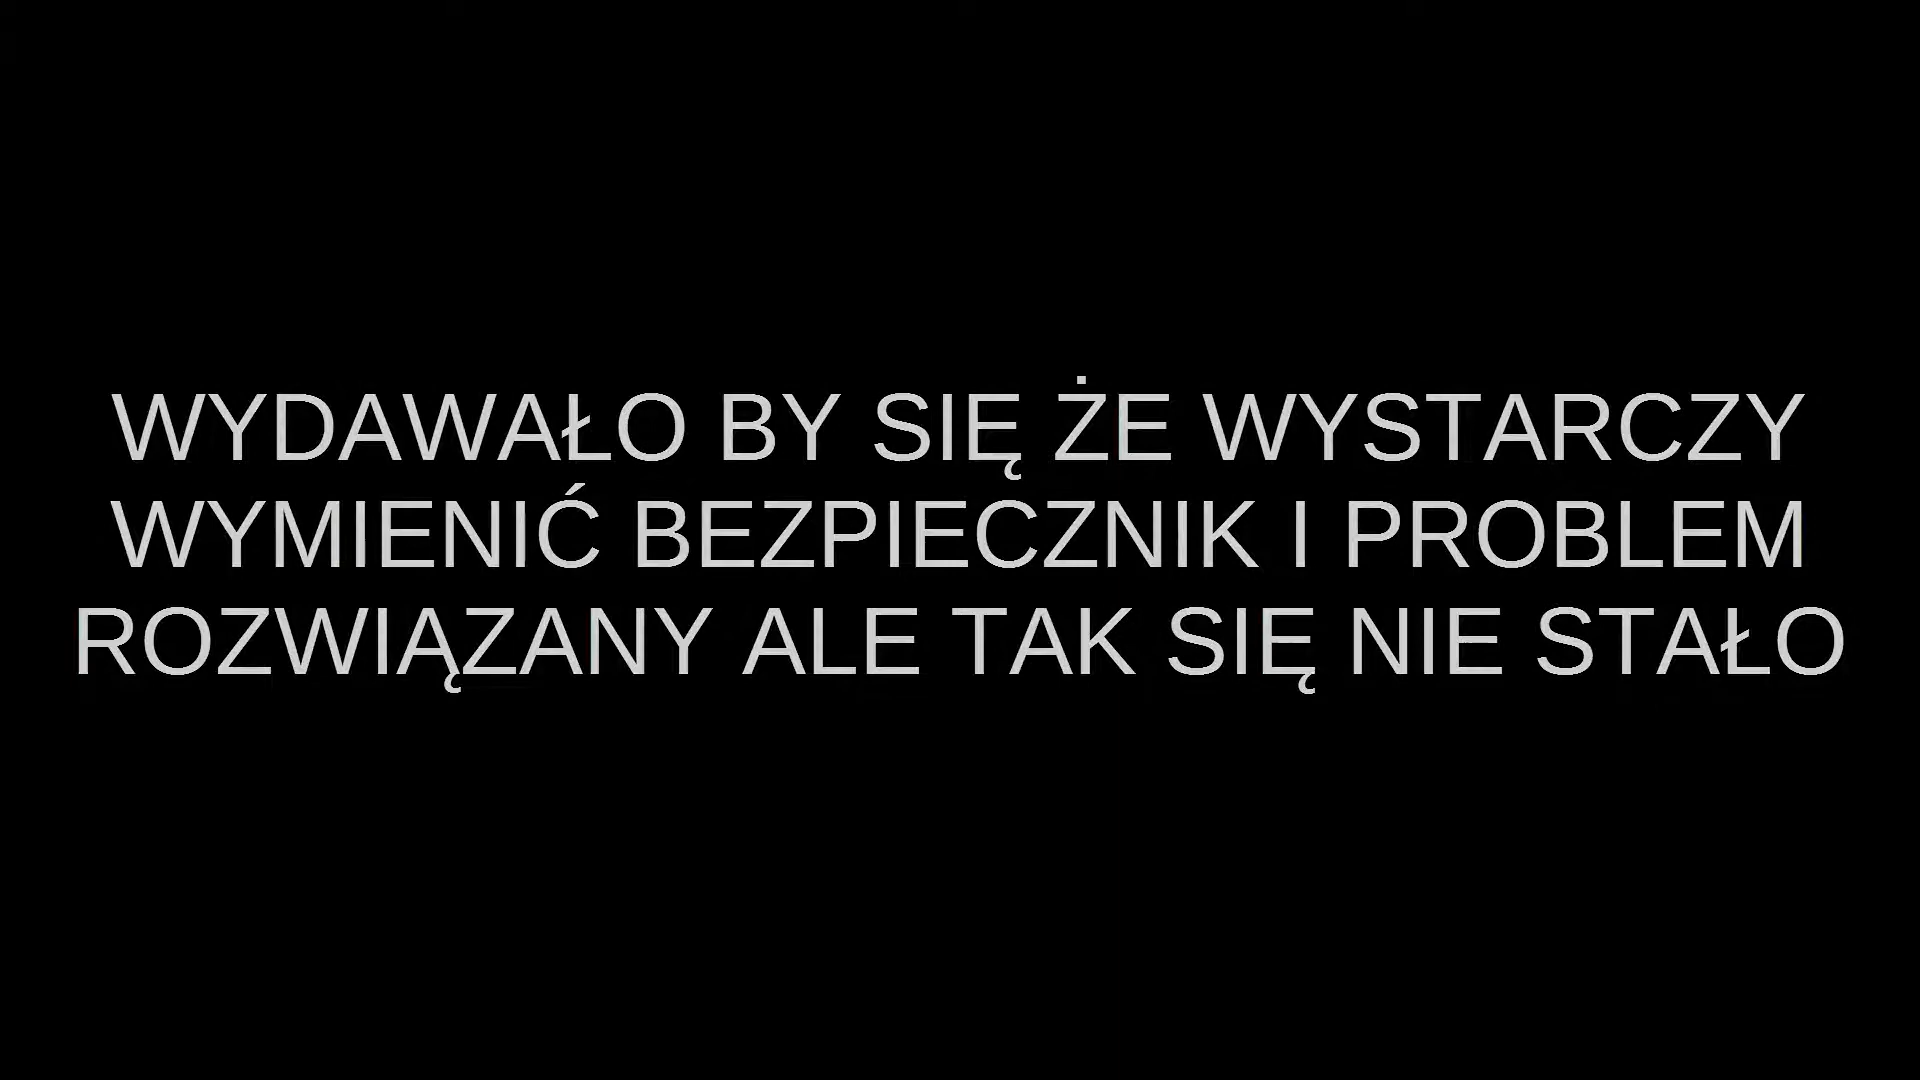 WYDAWAŁO BY SIĘ ŻE WYSTARCZY
WYMIENIĆ BEZPIECZNIK I PROBLEM
ROZWIĄZANY ALE TAK SIĘ NIE STAŁO